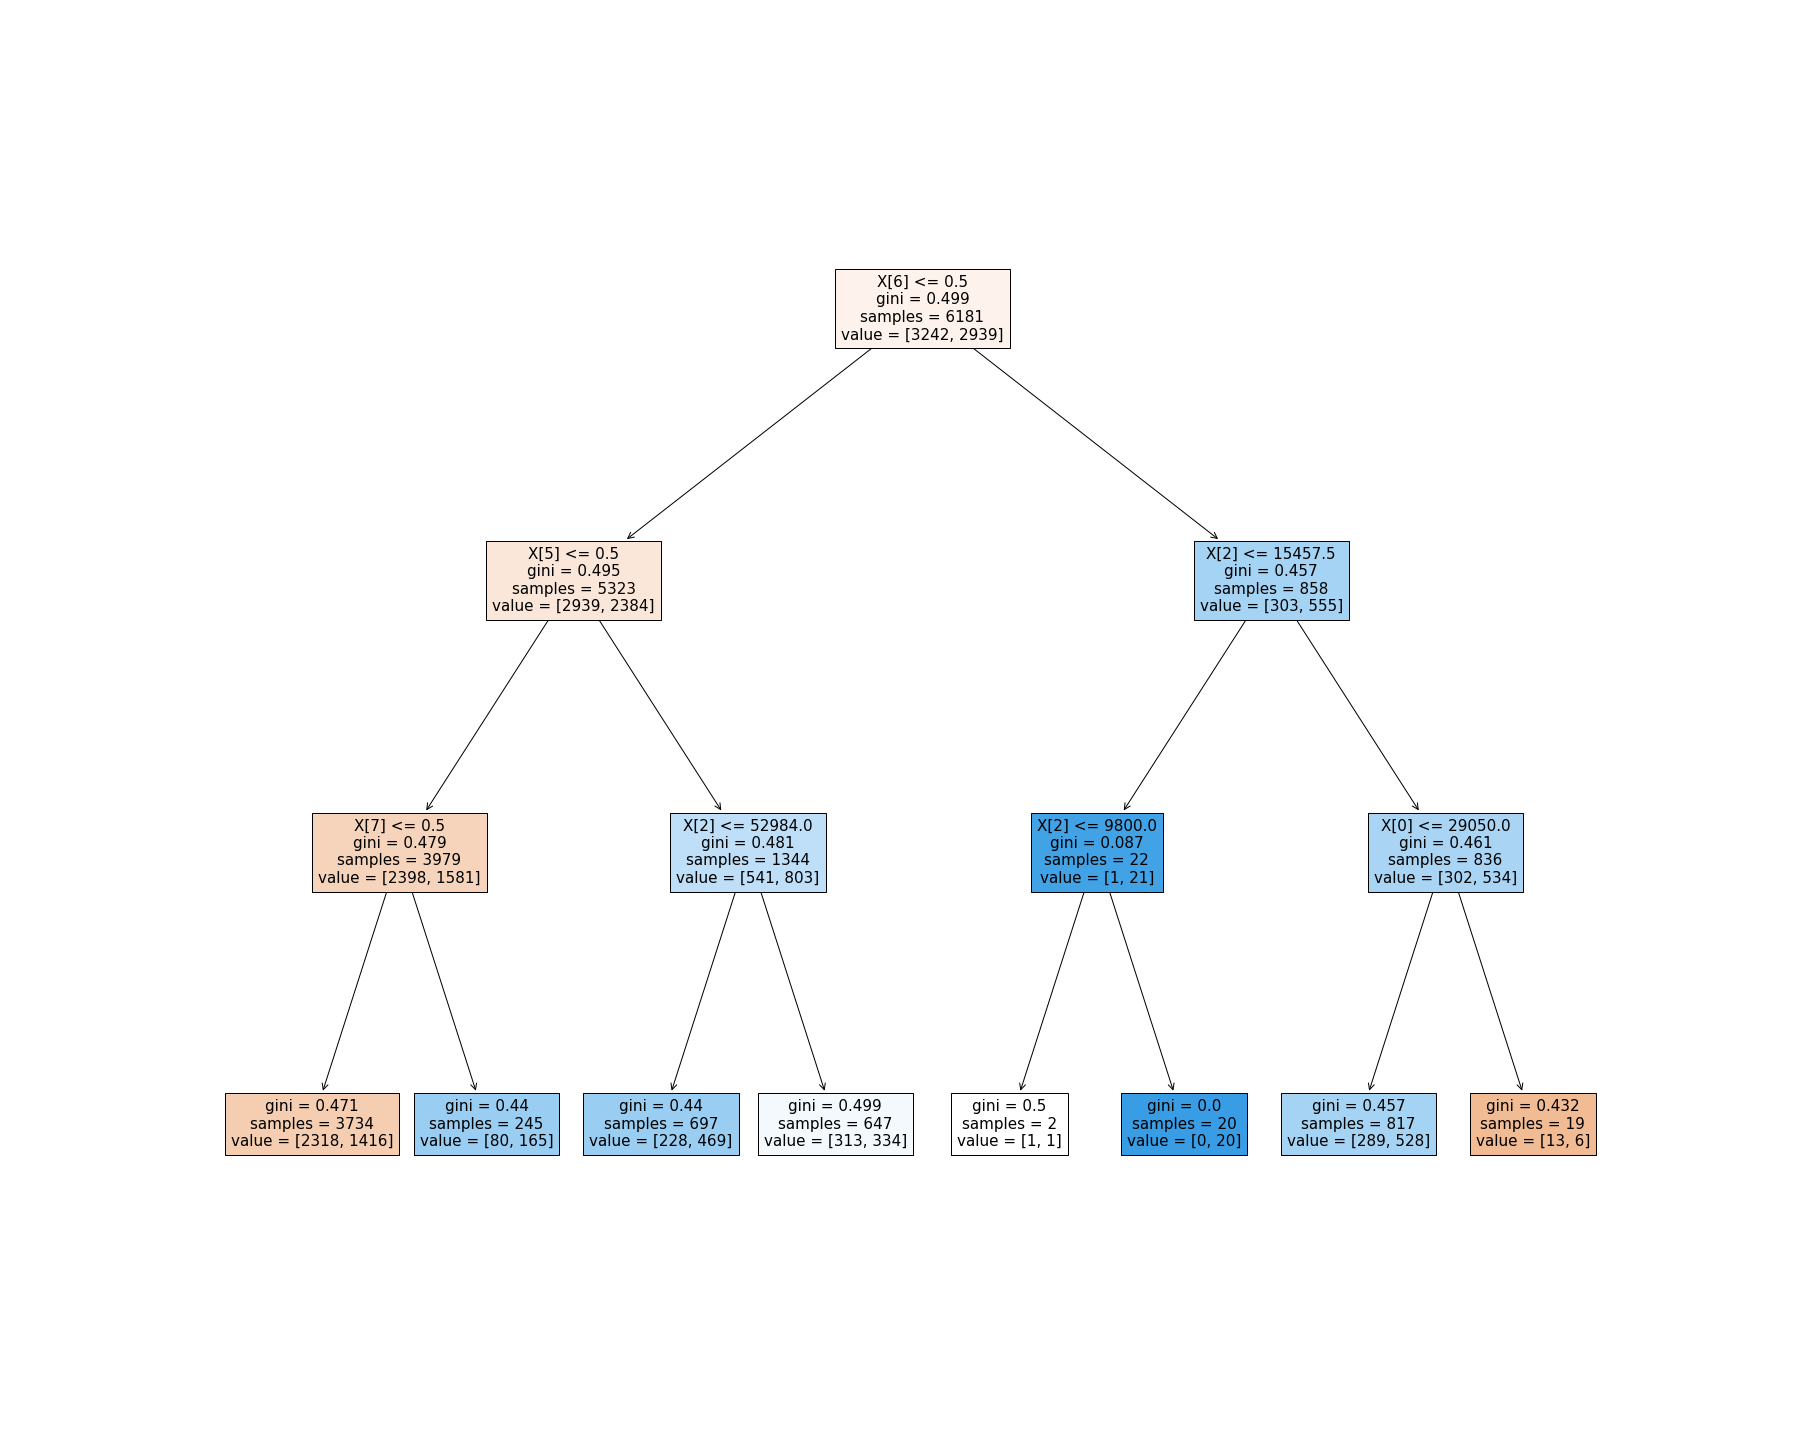 X[6] <= 0.5
gini = 0.499
samples = 6181
value = [3242, 2939]
X[5] <= 0.5
gini = 0.495
samples = 5323
value = [2939, 2384]
X[2] <= 15457.5
gini = 0.457
samples = 858
value = [303, 555]
X[7] <= 0.5
gini = 0.479
samples = 3979
value = [2398, 1581]
X[2] <= 52984.0
gini = 0.481
samples = 1344
value = [541, 803]
X[2] <= 9800.0
gini = 0.087
samples = 22
value = [1, 21]
X[0] <= 29050.0
gini = 0.461
samples = 836
value = [302, 534]
gini = 0.471
samples = 3734
value = [2318, 1416]
gini = 0.44
samples = 245
value = [80, 165]
gini = 0.44
samples = 697
value = [228, 469]
gini = 0.499
samples = 647
value = [313, 334]
gini = 0.5
samples = 2
value = [1, 1]
gini = 0.0
samples = 20
value = [0, 20]
gini = 0.457
samples = 817
value = [289, 528]
gini = 0.432
samples = 19
value = [13, 6]